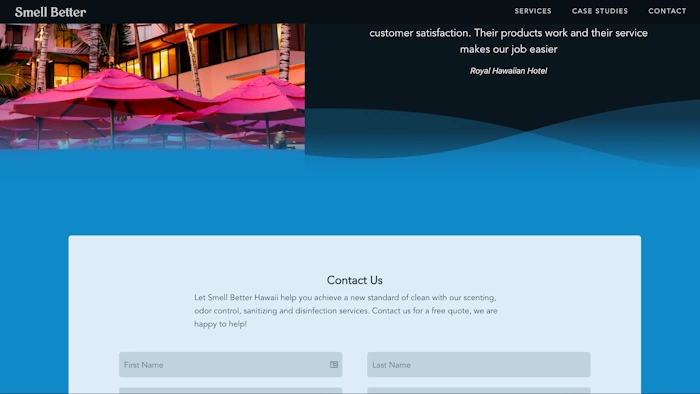 Smell Better
SERVICES CASE STUDIES CONTACT
customer satisfaction. Their products work and their service
makes our job easier
Royal Hawaiian Hotel
Contact Us
Let Smell Better Hawaii help you achieve a new standard of clean with our scenting,
odor control, sanitizing and disinfection services. Contact us for a free quote, we are
happy to help!
First Name
Last Name